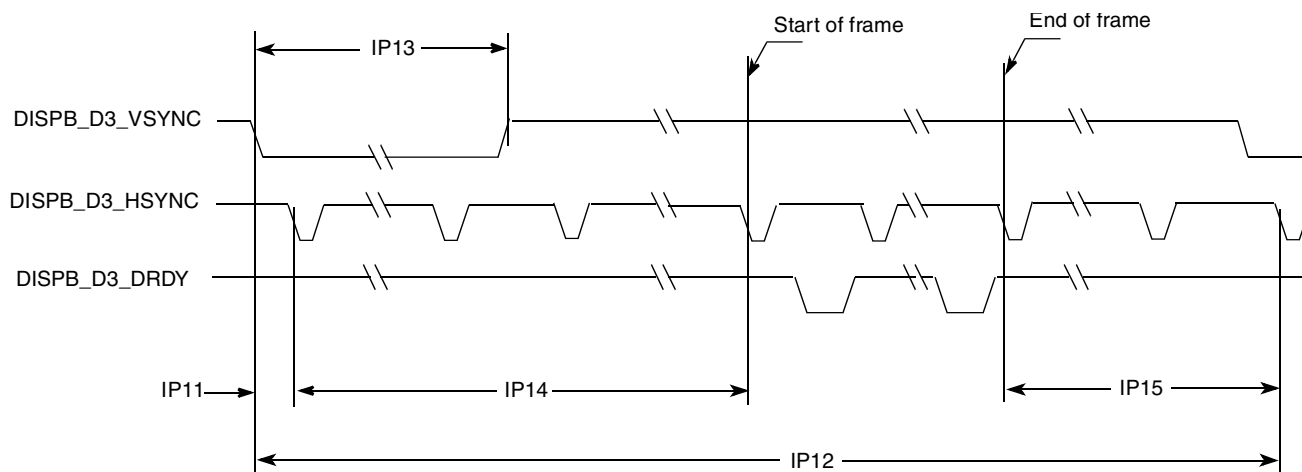 Start of frame
End of frame
IP13
DISPB_D3_VSYNC
DISPB_D3_HSYNC
DISPB_D3_DRDY
IP11
IP14
IP15
IP12